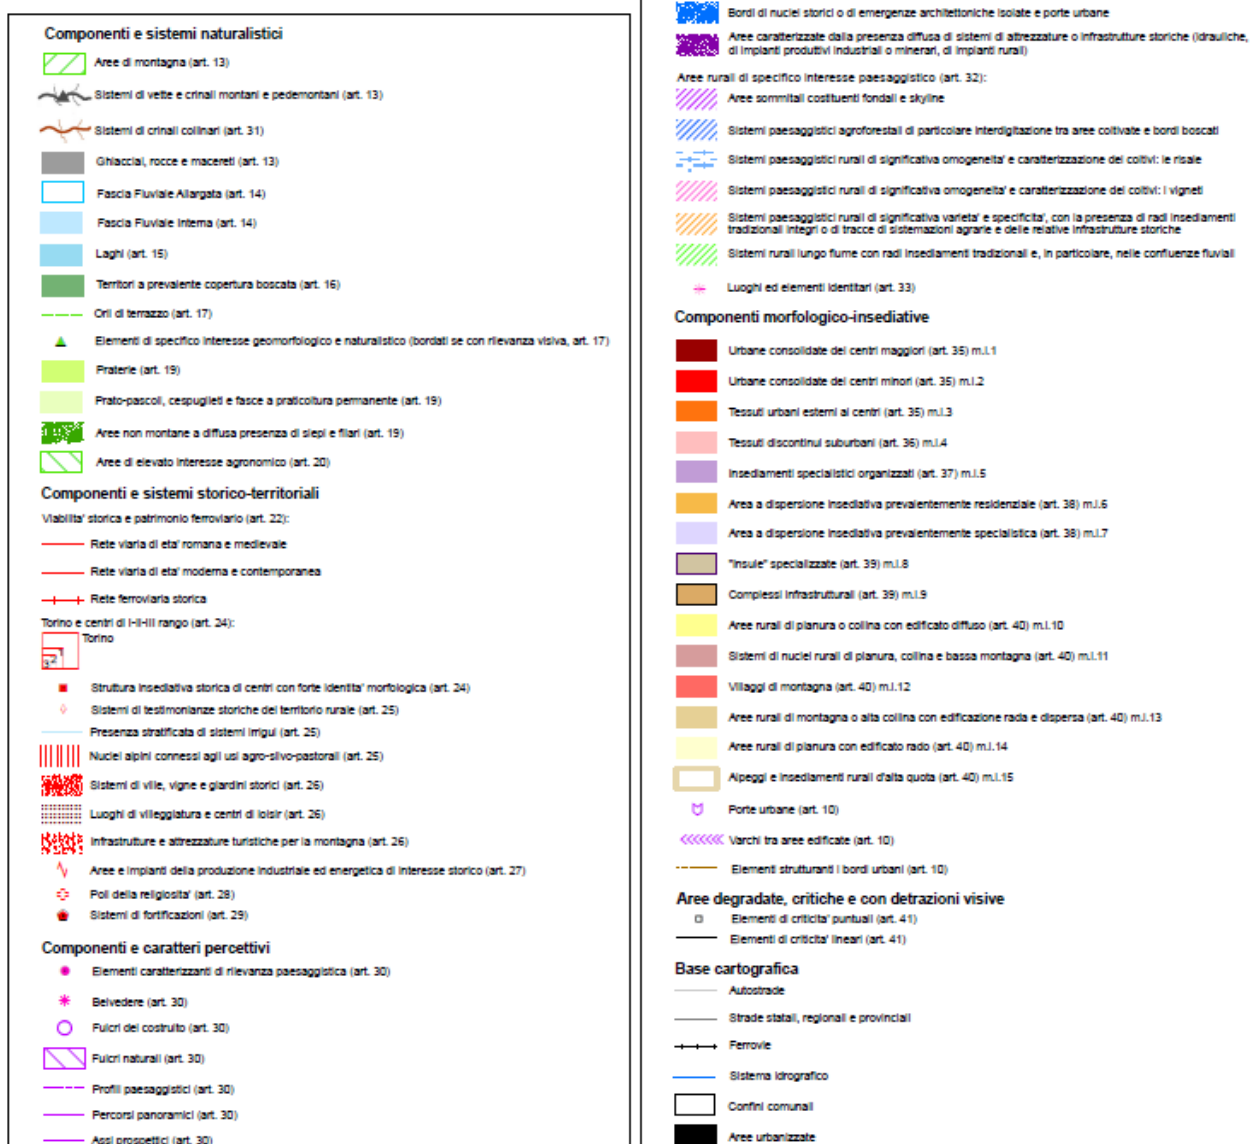 Componenti e sistemi naturalistici
Aree di montagna (art. 13)
Sistemi di vette e crinali montani e pedemontani (art. 13)
Sistemi di crinali collinari (art. 31)
Ghiacciai, rocce e macereti (art. 13)
Fascia Fluviale Allargata (art. 14)
Fascia Fluviale Interna (art. 14)
Laghi (art. 15)
Territori a prevalente copertura boscata (art. 16)
Orli di terrazzo (art. 17)
Elementi di specifico interesse geomorfologico e naturalistico (bordati se con rilevanza visiva, art. 17)
Praterie (art. 19)
Prato-pascoli, cespuglieti e fasce a praticoltura permanente (art. 19)
Aree non montane a diffusa presenza di siepi e filari (art. 19)
Aree di elevato interesse agronomico (art. 20)
Componenti e sistemi storico-territoriali
Viabilita' storica e patrimonio ferroviario (art. 22):
Rete viaria di eta' romana e medievale
Rete viaria di eta' moderna e contemporanea
Rete ferroviaria storica
Torino e centri di I-II-III rango (art. 24):
Torino
3 2 1
Struttura insediativa storica di centri con forte identita' morfologica (art. 24)
Sistemi di testimonianze storiche del territorio rurale (art. 25)
Presenza stratificata di sistemi irrigui (art. 25)
Nuclei alpini connessi agli usi agro-silvo-pastorali (art. 25)
Sistemi di ville, vigne e giardini storici (art. 26)
Luoghi di villeggiatura e centri di loisir (art. 26)
Infrastrutture e attrezzature turistiche per la montagna (art. 26)
Aree e impianti della produzione industriale ed energetica di interesse storico (art. 27)
Poli della religiosita' (art. 28)
Sistemi di fortificazioni (art. 29)
Componenti e caratteri percettivi
Elementi caratterizzanti di rilevanza paesaggistica (art. 30)
Belvedere (art. 30)
Fulcri del costruito (art. 30)
Fulcri naturali (art. 30)
Profili paesaggistici (art. 30)
Percorsi panoramici (art. 30)
Assi prospettici (art. 30)
Bordi di nuclei storici o di emergenze architettoniche isolate e porte urbane
Aree caratterizzate dalla presenza diffusa di sistemi di attrezzature o infrastrutture storiche (idrauliche,
di impianti produttivi industriali o minerari, di impianti rurali)
Aree rurali di specifico interesse paesaggistico (art. 32):
Aree sommitali costituenti fondali e skyline
Sistemi paesaggistici agroforestali di particolare interdigitazione tra aree coltivate e bordi boscati
Sistemi paesaggistici rurali di significativa omogeneita' e caratterizzazione dei coltivi: le risaie
Sistemi paesaggistici rurali di significativa omogeneita' e caratterizzazione dei coltivi: i vigneti
Sistemi paesaggistici rurali di significativa varieta' e specificita', con la presenza di radi insediamenti
tradizionali integri o di tracce di sistemazioni agrarie e delle relative infrastrutture storiche
Sistemi rurali lungo fiume con radi insediamenti tradizionali e, in particolare, nelle confluenze fluviali
Luoghi ed elementi identitari (art. 33)
Componenti morfologico-insediative
Urbane consolidate dei centri maggiori (art. 35) m.i.1
Urbane consolidate dei centri minori (art. 35) m.i.2
Tessuti urbani esterni ai centri (art. 35) m.i.3
Tessuti discontinui suburbani (art. 36) m.i.4
Insediamenti specialistici organizzati (art. 37) m.i.5
Area a dispersione insediativa prevalentemente residenziale (art. 38) m.i.6
Area a dispersione insediativa prevalentemente specialistica (art. 38) m.i.7
"Insule" specializzate (art. 39) m.i.8
Complessi infrastrutturali (art. 39) m.i.9
Aree rurali di pianura o collina con edificato diffuso (art. 40) m.i.10
Sistemi di nuclei rurali di pianura, collina e bassa montagna (art. 40) m.i.11
Villaggi di montagna (art. 40) m.i.12
Aree rurali di montagna o alta collina con edificazione rada e dispersa (art. 40) m.i.13
Aree rurali di pianura con edificato rado (art. 40) m.i.14
Alpeggi e insediamenti rurali d'alta quota (art. 40) m.i.15
Porte urbane (art. 10)
Varchi tra aree edificate (art. 10)
Elementi strutturanti i bordi urbani (art. 10)
Aree degradate, critiche e con detrazioni visive
Elementi di criticita' puntuali (art. 41)
Elementi di criticita' lineari (art. 41)
Base cartografica
Autostrade
Strade statali, regionali e provinciali
Ferrovie
Sistema idrografico
Confini comunali
Aree urbanizzate